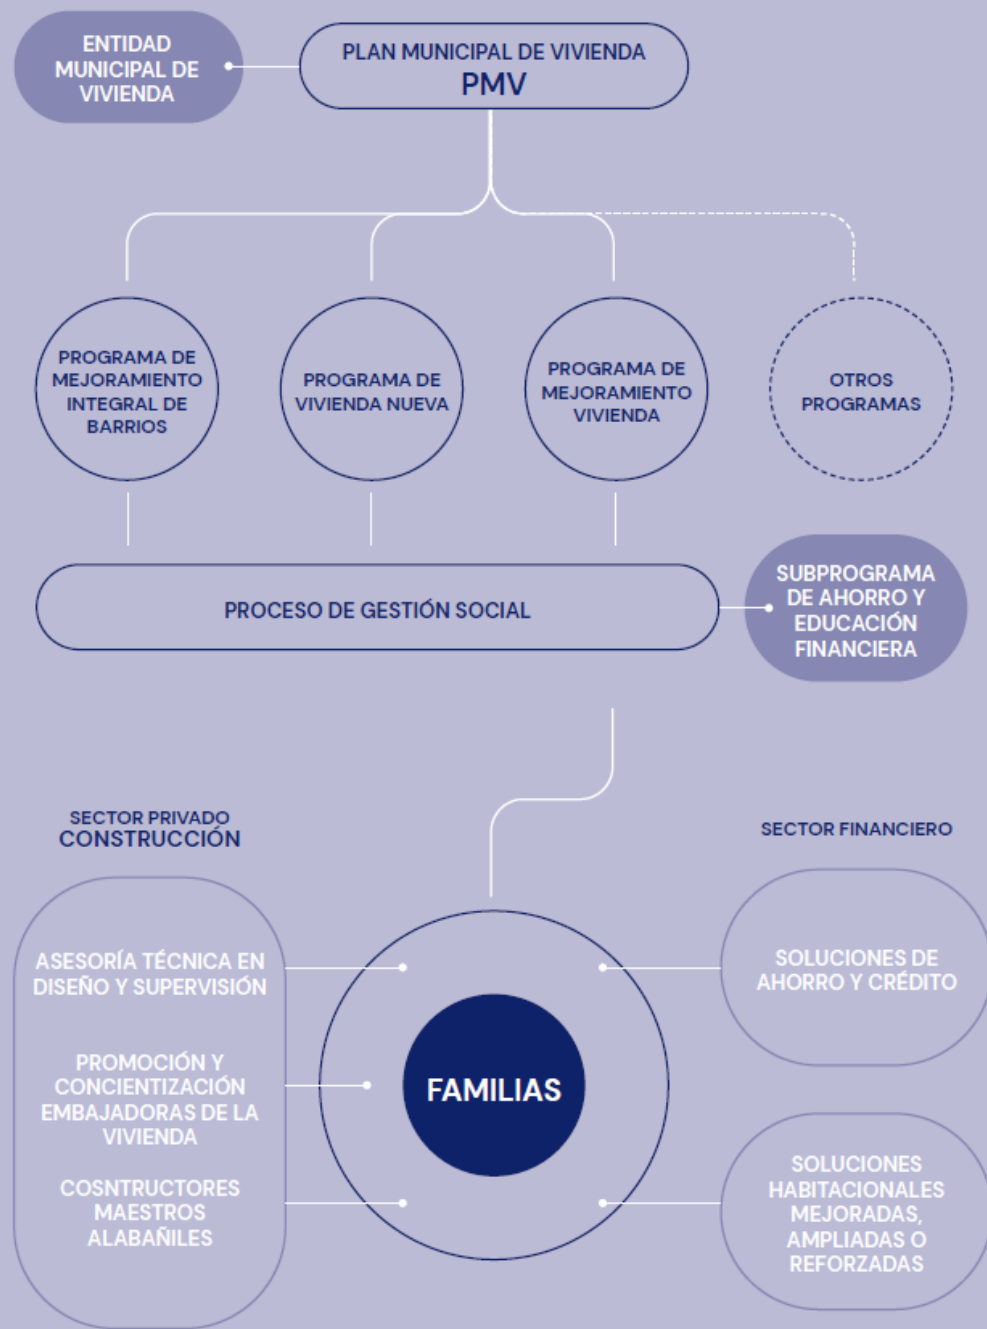 ENTIDAD
MUNICIPAL DE
VIVIENDA
PLAN MUNICIPAL DE VIVIENDA
PMV
PROGRAMA DE
MEJORAMIENTO
INTEGRAL DE
BARRIOS
PROGRAMA DE
VIVIENDA NUEVA
PROGRAMA DE
MEJORAMIENTO
VIVIENDA
OTROS
PROGRAMAS
PROCESO DE GESTIÓN SOCIAL
SUBPROGRAMA
DE AHORRO Y
EDUCACIÓN
FINANCIERA
SECTOR PRIVADO
CONSTRUCCIÓN
ASESORÍA TÉCNICA EN
DISEÑO Y SUPERVISIÓN
PROMOCIÓN Y
CONCIENTIZACIÓN
EMBAJADORAS DE LA
VIVIENDA
COSNTRUCTORES
MAESTROS
ALABAÑILES
FAMILIAS
SECTOR FINANCIERO
SOLUCIONES DE
AHORRO Y CRÉDITO
SOLUCIONES
HABITACIONALES
MEJORADAS,
AMPLIADAS O
REFORZADAS